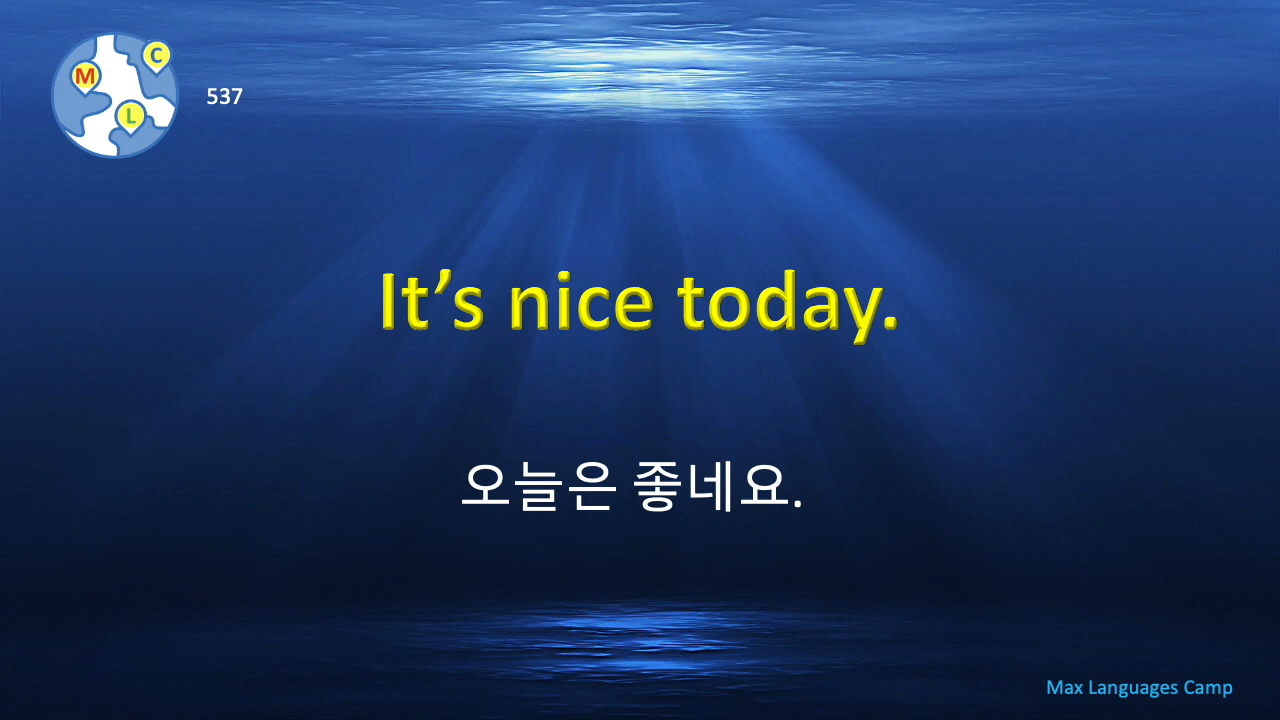 C
M
L
537
It's nice today.
오늘은 좋네요.
Max Languages Camp